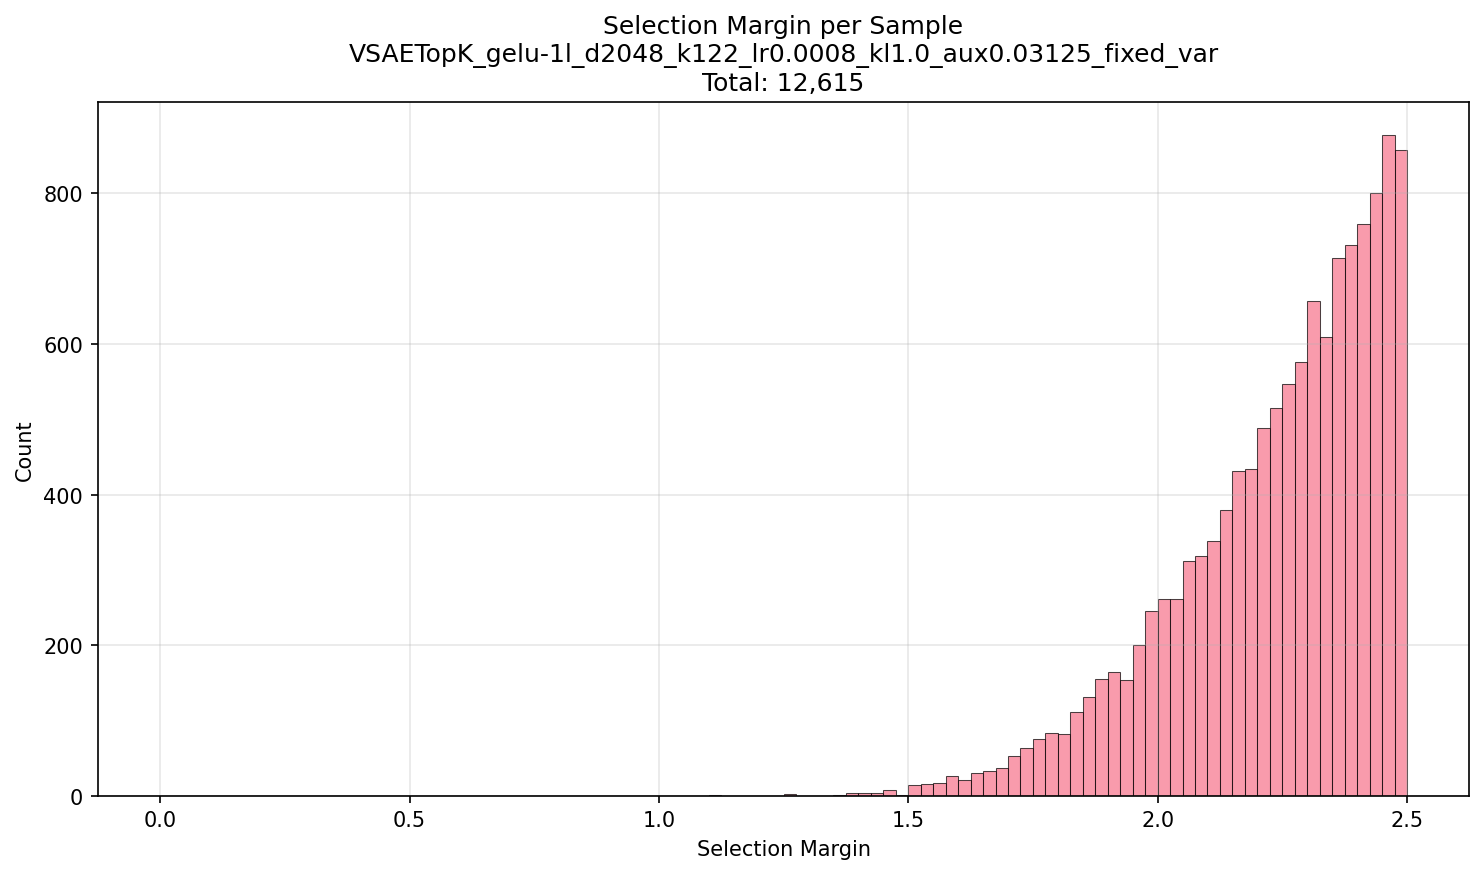 Selection Margin per Sample
VSAETopK_gelu-1l_d2048_k122_lr0.0008_kl1.0_aux0.03125_fixed_var
Total: 12,615
800
600
400
200
0
Count
0.0 0.5 1.0 1.5 2.0 2.5
Selection Margin